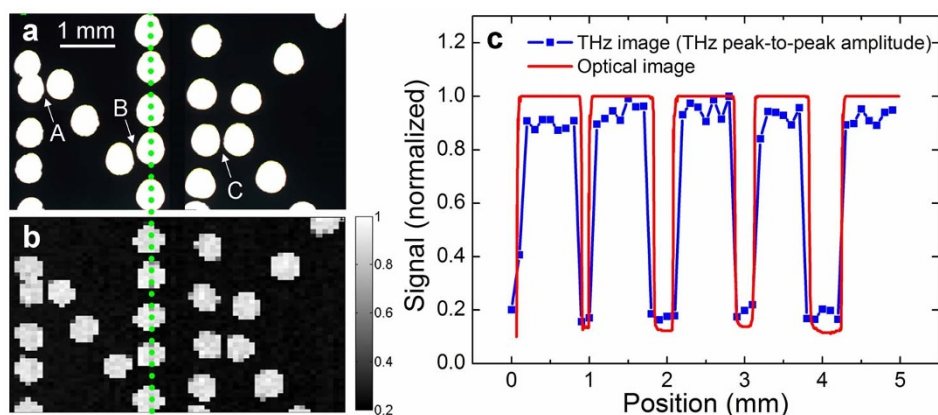 a
1 mm
A
B
C
b
1
0.8
0.6
0.4
0.2
c
THz image (THz peak-to-peak amplitude)
Optical image
Signal (normalized)
1.2
1.0
0.8
0.6
0.4
0.2
0.0
0 1 2 3 4 5
Position (mm)